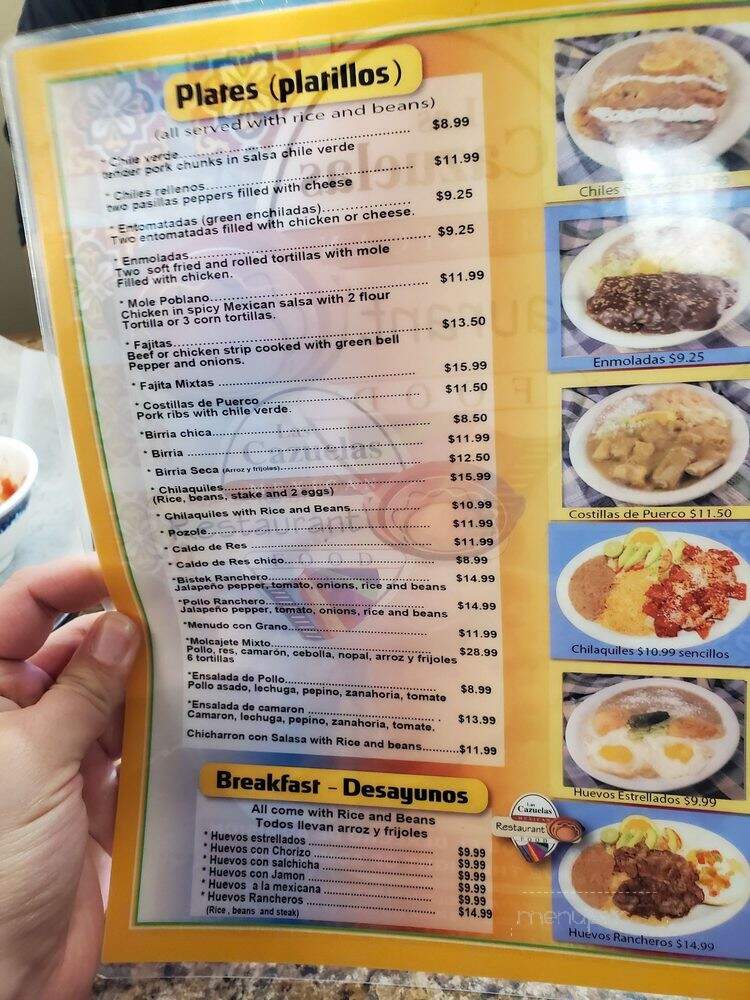 Plates (platillos)
(all served with rice and beans)
* Chile verde.................... $8.99
tender pork chunks in salsa chile verde
* Chiles rellenos.................... $11.99
two pasillas peppers filled with cheese
* Entomatadas (green enchiladas).................... $9.25
Two entomatadas filled with chicken or cheese.
* Enmoladas.................... $9.25
Two soft fried and rolled tortillas with mole
Filled with chicken.
* Mole Poblano.................... $11.99
Chicken in spicy Mexican salsa with 2 flour
Tortilla or 3 corn tortillas.
* Fajitas.................... $13.50
Beef or chicken strip cooked with green bell
Pepper and onions.
* Fajita Mixtas .................... $15.99
* Costillas de Puerco .................... $11.50
Pork ribs with chile verde.
*Birria chica.................... $8.50
* Birria .................... $11.99
* Birria Seca (Arroz y frijoles).................... $12.50
* Chilaquiles.................... $15.99
(Rice, beans, stake and 2 eggs)
* Chilaquiles with Rice and Beans.................... $10.99
* Pozole.................... $11.99
* Caldo de Res .................... $11.99
* Caldo de Res chico.................... $8.99
*Bistek Ranchero.................... $14.99
Jalapeño pepper, tomato, onions, rice and beans
*Pollo Ranchero.................... $14.99
Jalapeño pepper, tomato, onions, rice and beans
*Menudo con Grano.................... $11.99
*Molcajete Mixto.................... $28.99
Pollo, res, camarón, cebolla, nopal, arroz y frijoles
6 tortillas
*Ensalada de Pollo.................... $8.99
Pollo asado, lechuga, pepino, zanahoria, tomate
*Ensalada de camaron .................... $13.99
Camaron, lechuga, pepino, zanahoria, tomate.
Chicharron con Salasa with Rice and beans..........$11.99
Breakfast - Desayunos
All come with Rice and Beans
Todos llevan arroz y frijoles
* Huevos estrellados .................... $9.99
* Huevos con Chorizo .................... $9.99
* Huevos con salchicha .................... $9.99
* Huevos con Jamon .................... $9.99
* Huevos a la mexicana .................... $9.99
* Huevos Rancheros .................... $14.99
(Rice, beans and steak)
Las
Cazuelas
MEXICAN
Restaurant
FOOD
Chiles
Enmoladas $9.25
Costillas de Puerco $11.50
Chilaquiles $10.99 sencillos
Huevos Estrellados $9.99
Huevos Rancheros $14.99
Las
Cazuelas
Restaurant
FOOD